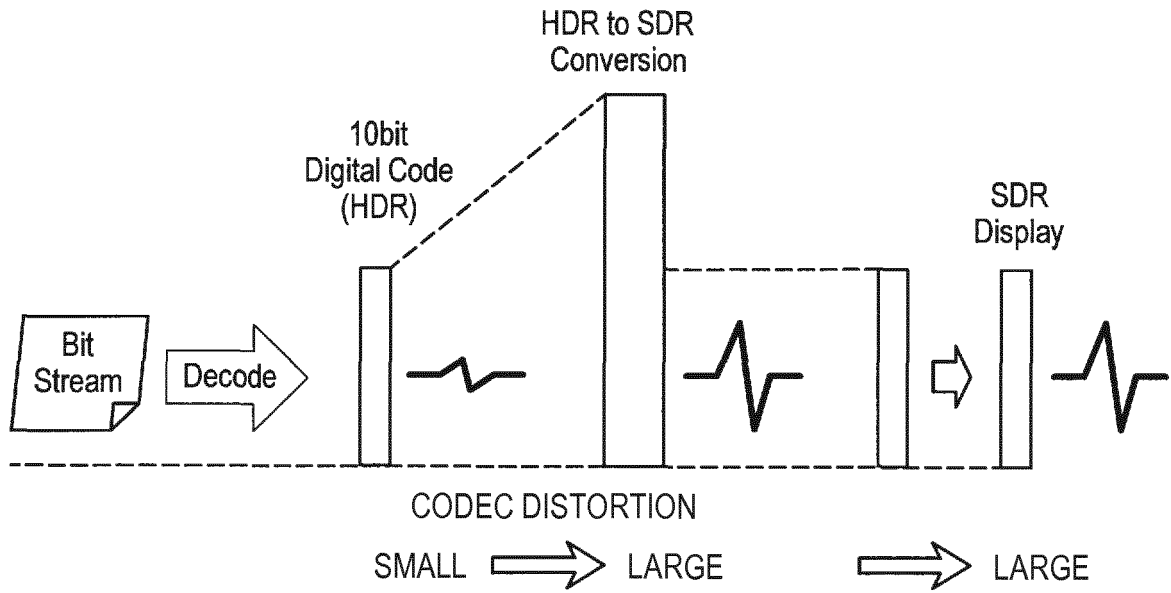 HDR to SDR
Conversion
10bit
Digital Code
(HDR)
SDR
Display
Bit
Stream
Decode
CODEC DISTORTION
SMALL
LARGE
LARGE